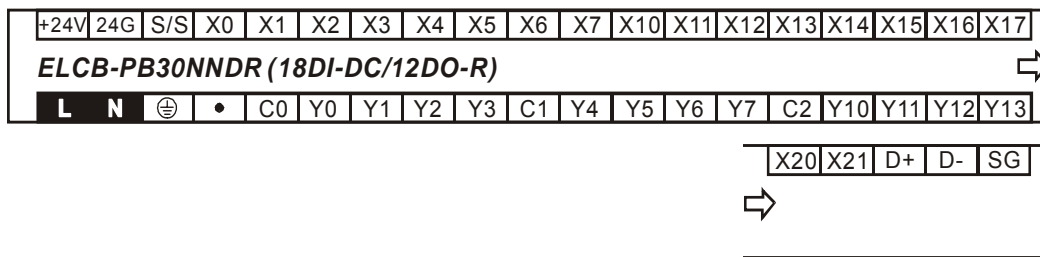 +24V 24G S/S X0 X1 X2 X3 X4 X5 X6 X7 X10 X11 X12 X13 X14 X15 X16 X17
ELCB-PB30NNDR (18DI-DC/12DO-R)
L N • C0 Y0 Y1 Y2 Y3 C1 Y4 Y5 Y6 Y7 C2 Y10 Y11 Y12 Y13
X20 X21 D+ D- SG